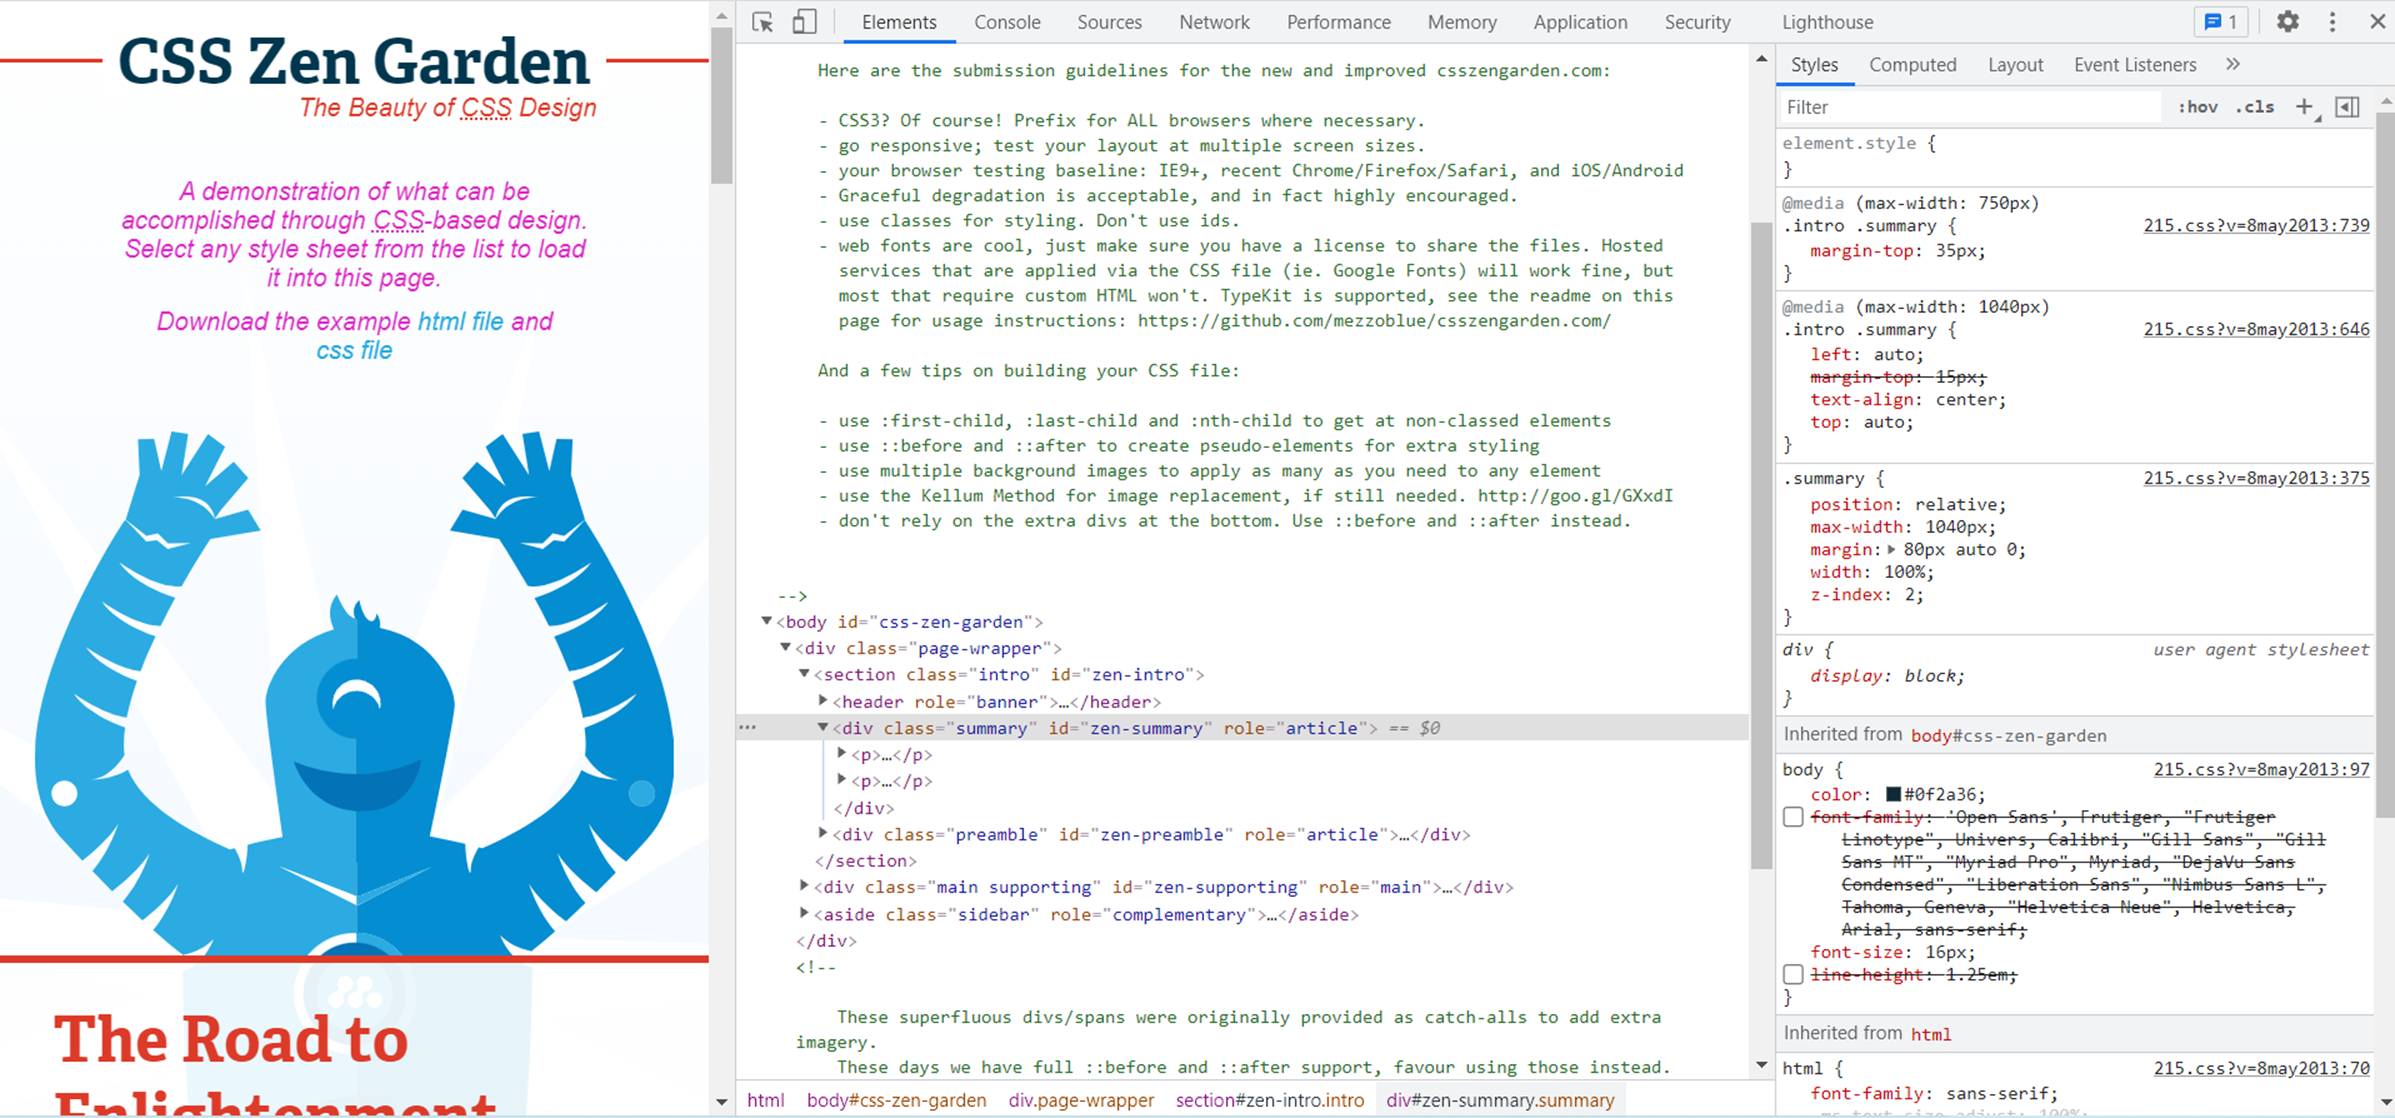 CSS Zen Garden
The Beauty of CSS Design
A demonstration of what can be
accomplished through CSS-based design.
Select any style sheet from the list to load
it into this page.
Download the example html file and
css file
The Road to
Enlightenment
Elements Console Sources Network Performance Memory Application Security Lighthouse 1
Here are the submission guidelines for the new and improved csszengarden.com:
- CSS3? Of course! Prefix for ALL browsers where necessary.
- go responsive; test your layout at multiple screen sizes.
- your browser testing baseline: IE9+, recent Chrome/Firefox/Safari, and iOS/Android
- Graceful degradation is acceptable, and in fact highly encouraged.
- use classes for styling. Don't use ids.
- web fonts are cool, just make sure you have a license to share the files. Hosted
services that are applied via the CSS file (ie. Google Fonts) will work fine, but
most that require custom HTML won't. TypeKit is supported, see the readme on this
page for usage instructions: https://github.com/mezzoblue/csszengarden.com/
And a few tips on building your CSS file:
- use :first-child, :last-child and :nth-child to get at non-classed elements
- use ::before and ::after to create pseudo-elements for extra styling
- use multiple background images to apply as many as you need to any element
- use the Kellum Method for image replacement, if still needed. http://goo.gl/GXxdI
- don't rely on the extra divs at the bottom. Use ::before and ::after instead.
-->
<body id="css-zen-garden">
<div class="page-wrapper">
<section class="intro" id="zen-intro">
<header role="banner">…</header>
<div class="summary" id="zen-summary" role="article"> == $0
<p>…</p>
<p>…</p>
</div>
<div class="preamble" id="zen-preamble" role="article">…</div>
</section>
<div class="main supporting" id="zen-supporting" role="main">…</div>
<aside class="sidebar" role="complementary">…</aside>
</div>
<!--
These superfluous divs/spans were originally provided as catch-alls to add extra
imagery.
These days we have full ::before and ::after support, favour using those instead.
html body#css-zen-garden div.page-wrapper section#zen-intro.intro div#zen-summary.summary
Styles Computed Layout Event Listeners »
Filter :hov .cls +
element.style {
}
@media (max-width: 750px)
.intro .summary { 215.css?v=8may2013:739
margin-top: 35px;
}
@media (max-width: 1040px)
.intro .summary { 215.css?v=8may2013:646
left: auto;
margin-top: 15px;
text-align: center;
top: auto;
}
.summary { 215.css?v=8may2013:375
position: relative;
max-width: 1040px;
margin: 80px auto 0;
width: 100%;
z-index: 2;
}
div { user agent stylesheet
display: block;
}
Inherited from body#css-zen-garden
body { 215.css?v=8may2013:97
color: #0f2a36;
font-family: 'Open Sans', Frutiger, "Frutiger
Linotype", Univers, Calibri, "Gill Sans", "Gill
Sans MT", "Myriad Pro", Myriad, "DejaVu Sans
Condensed", "Liberation Sans", "Nimbus Sans L",
Tahoma, Geneva, "Helvetica Neue", Helvetica,
Arial, sans-serif;
font-size: 16px;
line-height: 1.25em;
}
Inherited from html
html { 215.css?v=8may2013:70
font-family: sans-serif;
-ms-text-size-adjust: 100%;